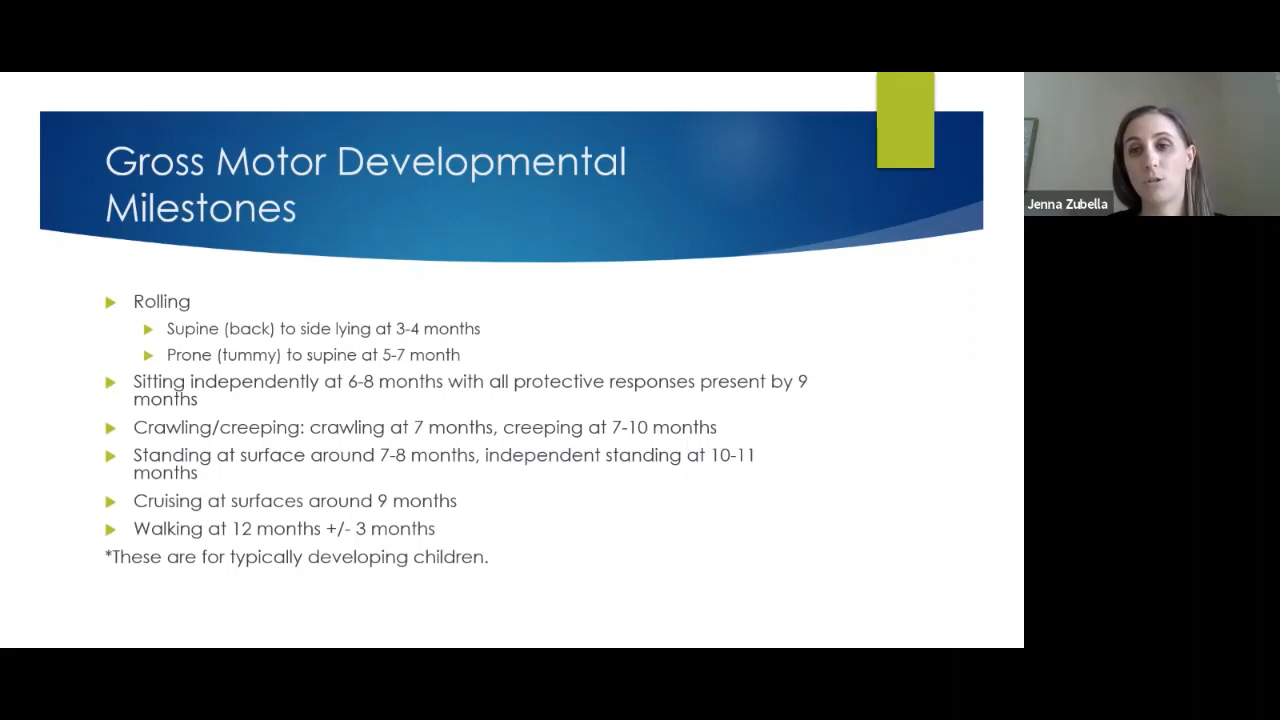 Gross Motor Developmental
Milestones
Rolling
Supine (back) to side lying at 3-4 months
Prone (tummy) to supine at 5-7 month
Sitting independently at 6-8 months with all protective responses present by 9
months
Crawling/creeping: crawling at 7 months, creeping at 7-10 months
Standing at surface around 7-8 months, independent standing at 10-11
months
Cruising at surfaces around 9 months
Walking at 12 months +/- 3 months
*These are for typically developing children.
Jenna Zubella